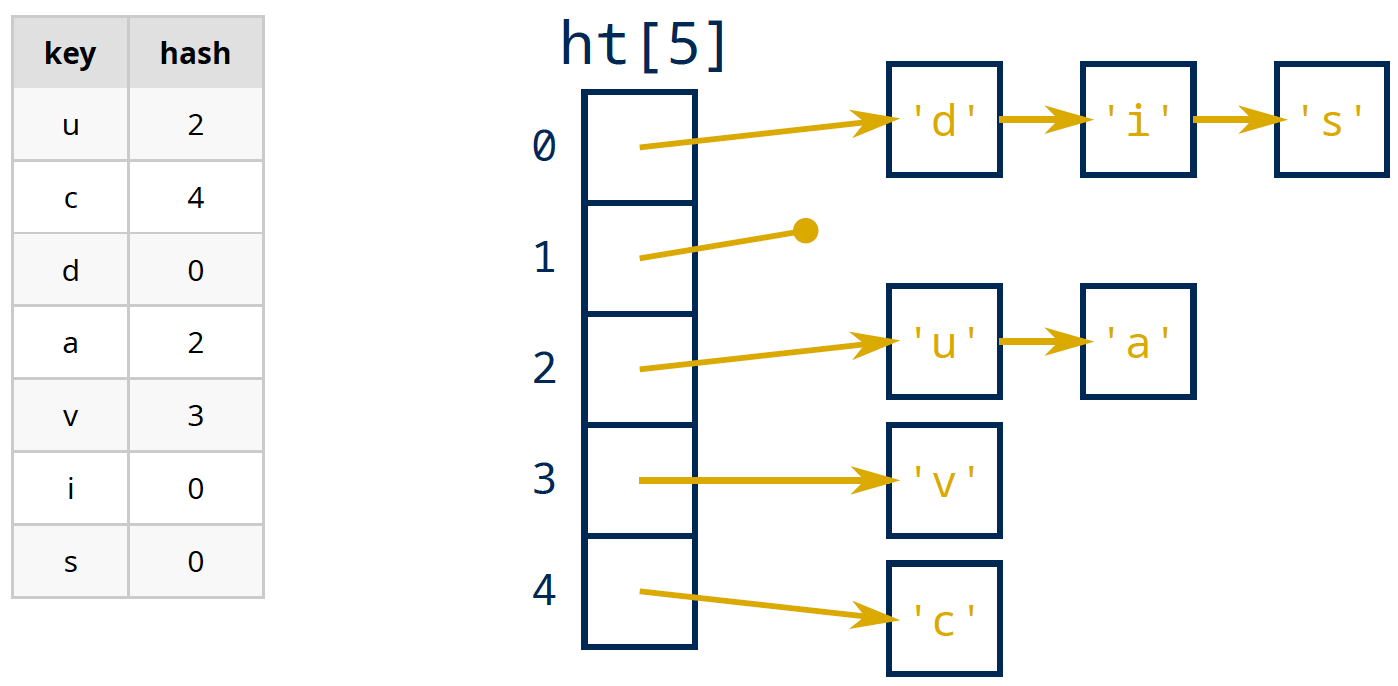 key hash
u 2
c 4
d 0
a 2
v 3
i 0
s 0
ht[5]
0 'd' 'i' 's'
1
2 'u' 'a'
3 'v'
4 'c'